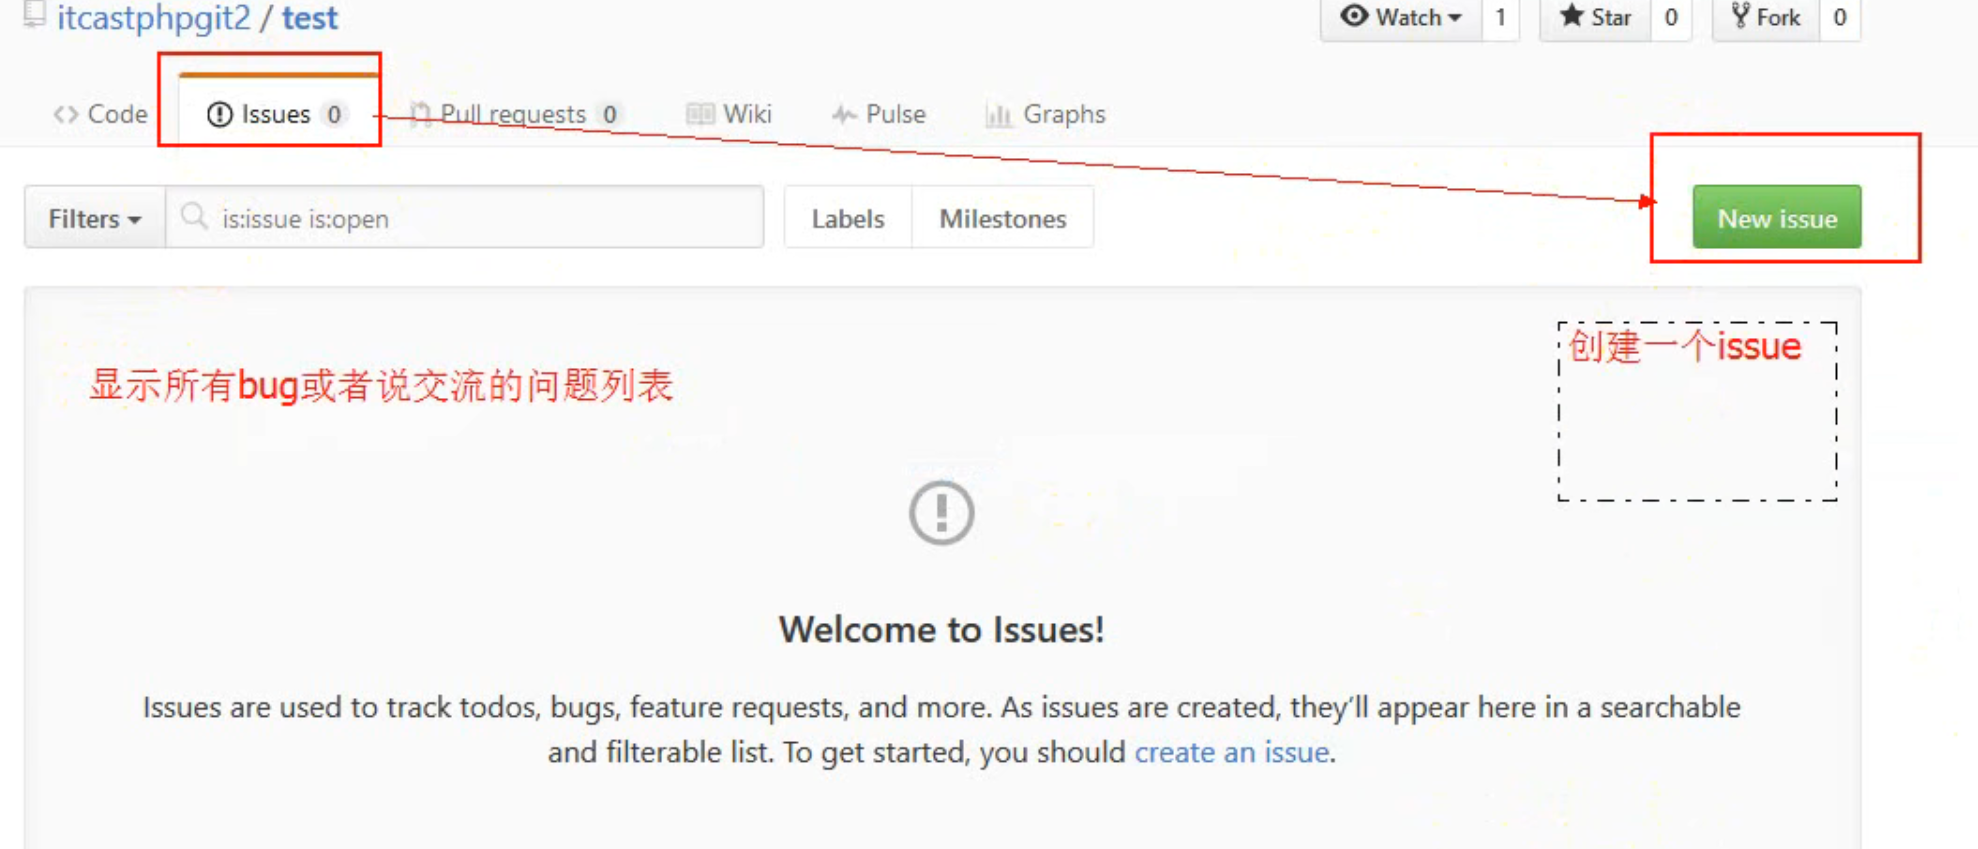 itcastphpgit2 / test
Watch 1 Star 0 Fork 0
Code Issues 0 Pull requests 0 Wiki Pulse Graphs
Filters is:issue is:open Labels Milestones New issue
创建一个issue
显示所有bug或者说交流的问题列表
Welcome to Issues!
Issues are used to track todos, bugs, feature requests, and more. As issues are created, they’ll appear here in a searchable
and filterable list. To get started, you should create an issue.